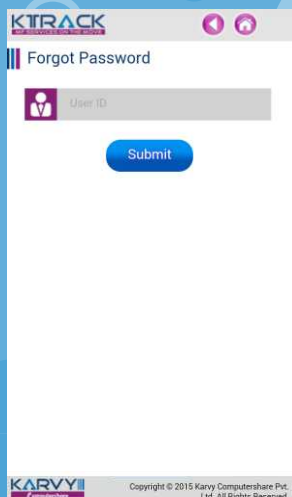 KTRACK
MF SERVICES ON THE MOVE
Forgot Password
User ID
Submit
KARVY
Computershare
Copyright © 2015 Karvy Computershare Pvt.
Ltd. All Rights Reserved.